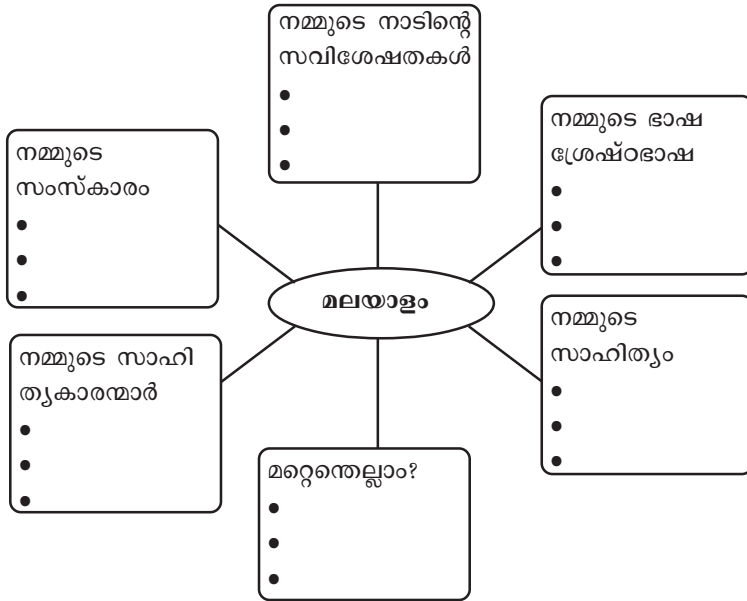 നമ്മുടെ നാടിന്റെ
സവിശേഷതകൾ
•
•
•
നമ്മുടെ ഭാഷ
ശ്രേഷ്ഠഭാഷ
•
•
•
നമ്മുടെ
സംസ്കാരം
•
•
•
മലയാളം
നമ്മുടെ
സാഹിത്യം
•
•
•
നമ്മുടെ സാഹി
ത്യകാരന്മാർ
•
•
•
മറ്റെന്തെല്ലാം?
•
•
•